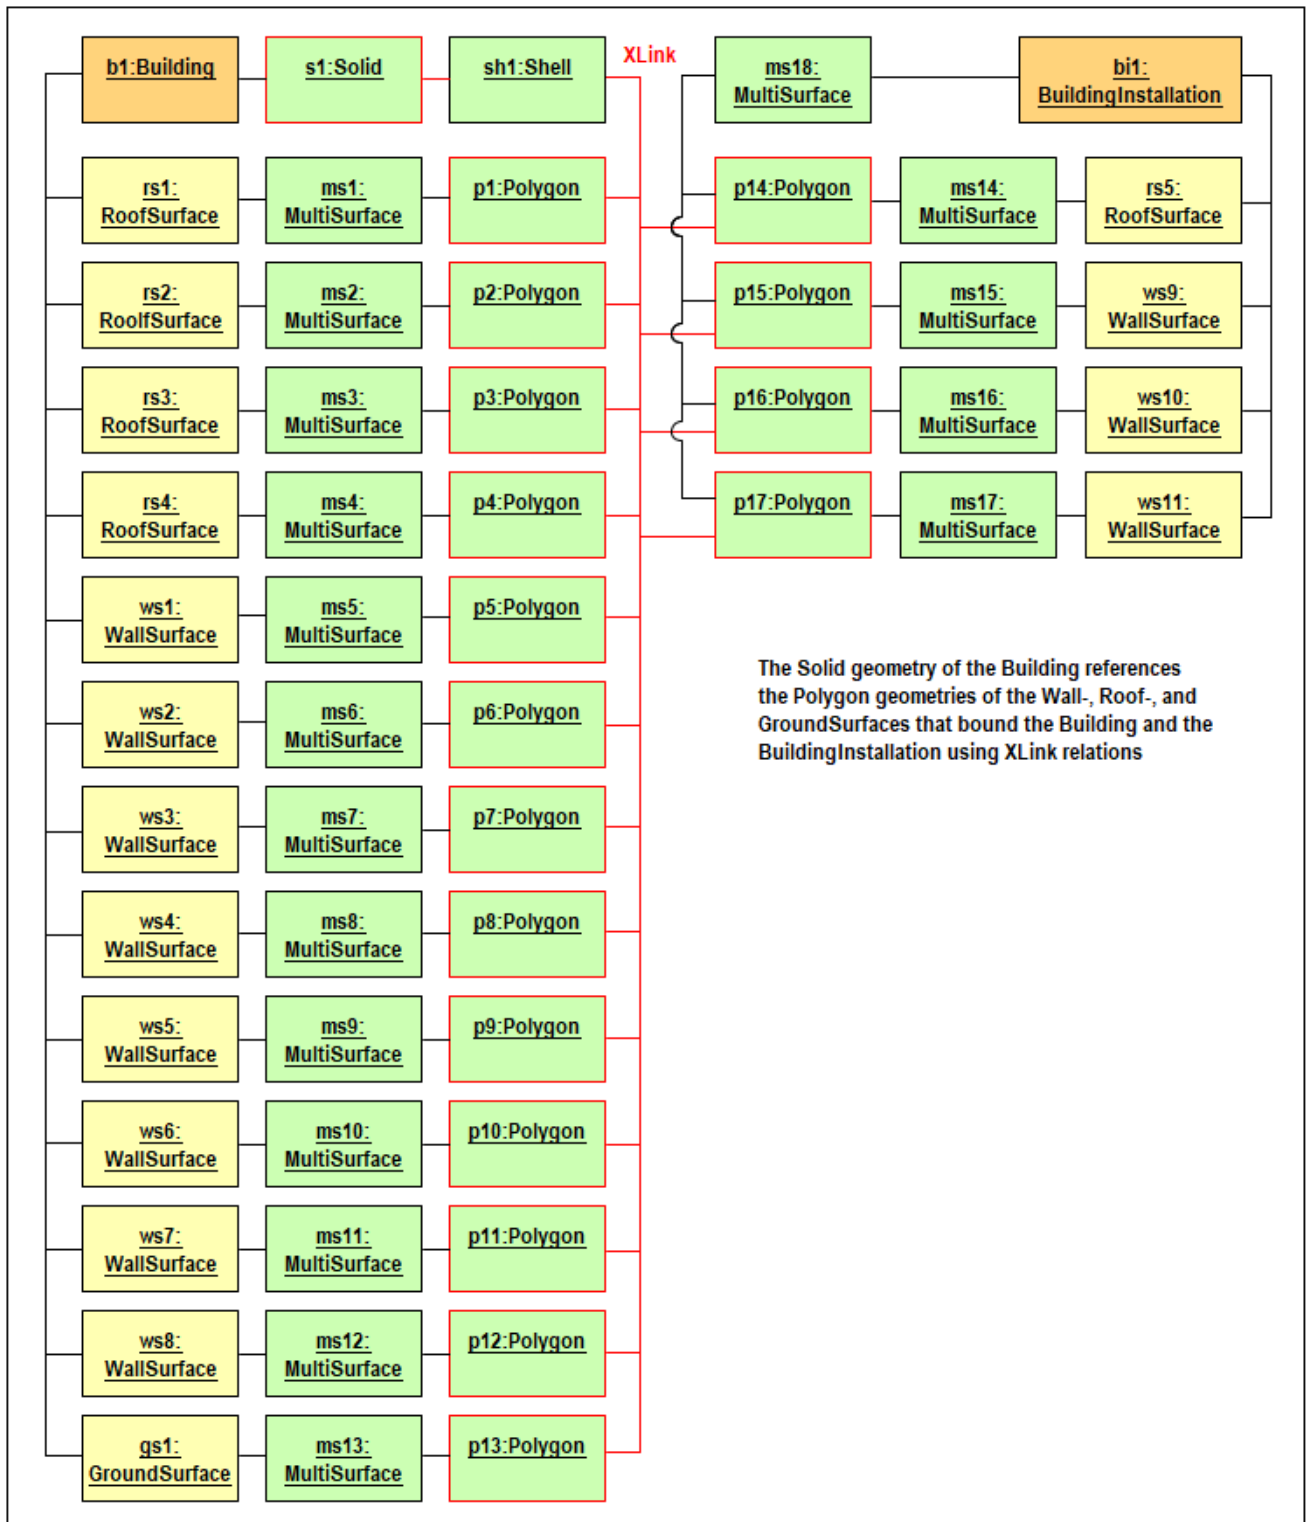 b1:Building
s1:Solid
sh1:Shell
XLink
ms18:
MultiSurface
bi1:
BuildingInstallation
rs1:
RoofSurface
ms1:
MultiSurface
p1:Polygon
p14:Polygon
ms14:
MultiSurface
rs5:
RoofSurface
rs2:
RoolfSurface
ms2:
MultiSurface
p2:Polygon
p15:Polygon
ms15:
MultiSurface
ws9:
WallSurface
rs3:
RoofSurface
ms3:
MultiSurface
p3:Polygon
p16:Polygon
ms16:
MultiSurface
ws10:
WallSurface
rs4:
RoofSurface
ms4:
MultiSurface
p4:Polygon
p17:Polygon
ms17:
MultiSurface
ws11:
WallSurface
ws1:
WallSurface
ms5:
MultiSurface
p5:Polygon
The Solid geometry of the Building references
the Polygon geometries of the Wall-, Roof-, and
GroundSurfaces that bound the Building and the
BuildingInstallation using XLink relations
ws2:
WallSurface
ms6:
MultiSurface
p6:Polygon
ws3:
WallSurface
ms7:
MultiSurface
p7:Polygon
ws4:
WallSurface
ms8:
MultiSurface
p8:Polygon
ws5:
WallSurface
ms9:
MultiSurface
p9:Polygon
ws6:
WallSurface
ms10:
MultiSurface
p10:Polygon
ws7:
WallSurface
ms11:
MultiSurface
p11:Polygon
ws8:
WallSurface
ms12:
MultiSurface
p12:Polygon
gs1:
GroundSurface
ms13:
MultiSurface
p13:Polygon